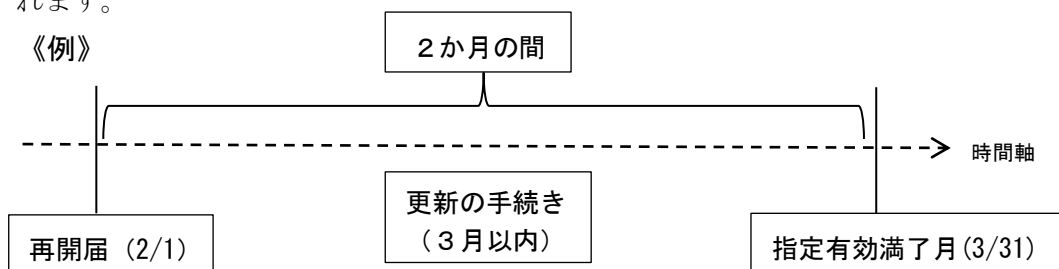 れます。
《例》
２か月の間
時間軸
更新の手続き
（３月以内）
再開届（2/1）
指定有効満了月(3/31)